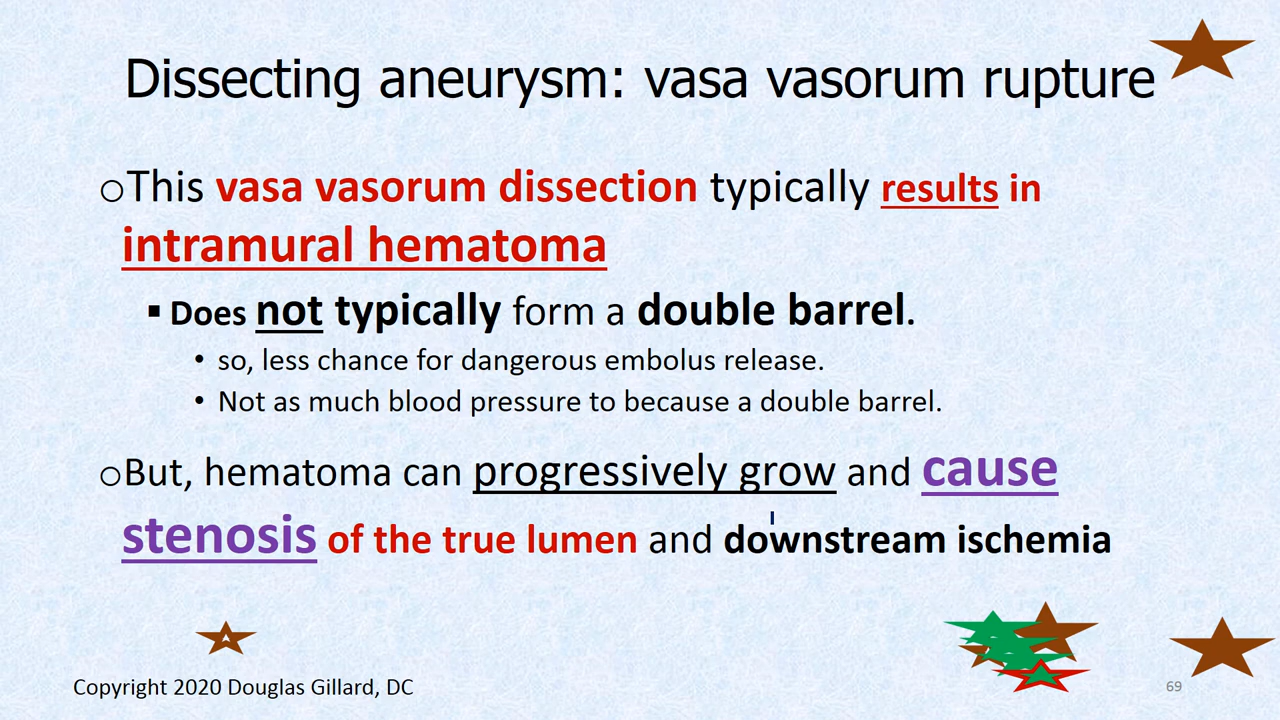 Dissecting aneurysm: vasa vasorum rupture
This vasa vasorum dissection typically results in
intramural hematoma
Does not typically form a double barrel.
so, less chance for dangerous embolus release.
Not as much blood pressure to because a double barrel.
But, hematoma can progressively grow and cause
stenosis of the true lumen and downstream ischemia
Copyright 2020 Douglas Gillard, DC
69